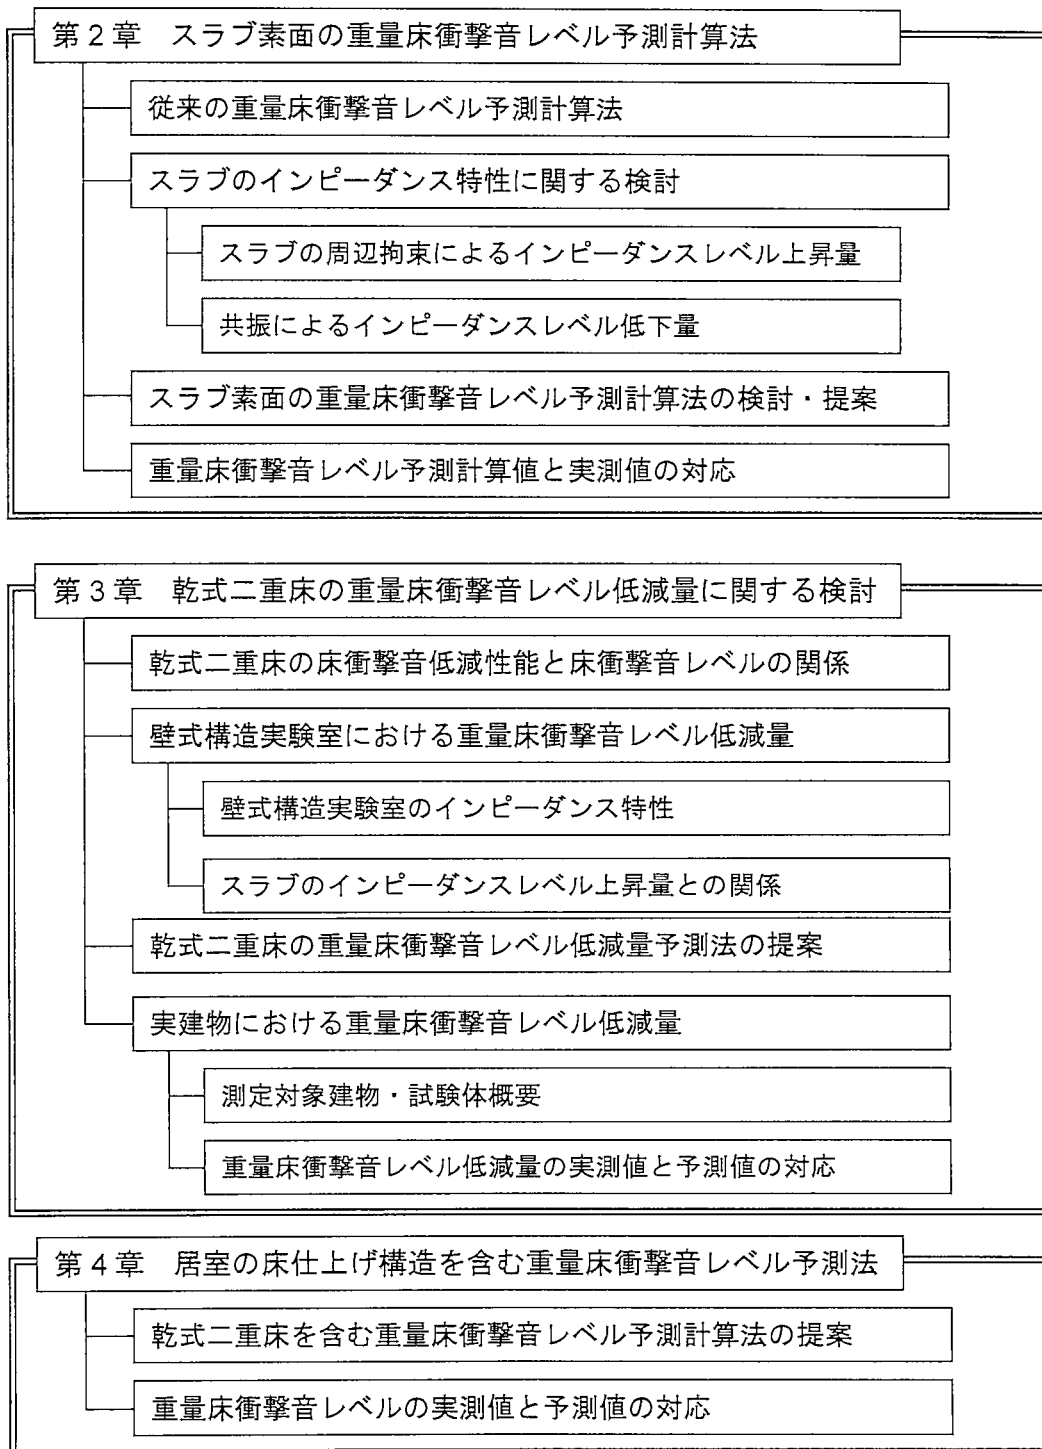 第2章　スラブ素面の重量床衝撃音レベル予測計算法
従来の重量床衝撃音レベル予測計算法
スラブのインピーダンス特性に関する検討
スラブの周辺拘束によるインピーダンスレベル上昇量
共振によるインピーダンスレベル低下量
スラブ素面の重量床衝撃音レベル予測計算法の検討・提案
重量床衝撃音レベル予測計算値と実測値の対応
第3章　乾式二重床の重量床衝撃音レベル低減量に関する検討
乾式二重床の床衝撃音低減性能と床衝撃音レベルの関係
壁式構造実験室における重量床衝撃音レベル低減量
壁式構造実験室のインピーダンス特性
スラブのインピーダンスレベル上昇量との関係
乾式二重床の重量床衝撃音レベル低減量予測法の提案
実建物における重量床衝撃音レベル低減量
測定対象建物・試験体概要
重量床衝撃音レベル低減量の実測値と予測値の対応
第4章　居室の床仕上げ構造を含む重量床衝撃音レベル予測法
乾式二重床を含む重量床衝撃音レベル予測計算法の提案
重量床衝撃音レベルの実測値と予測値の対応